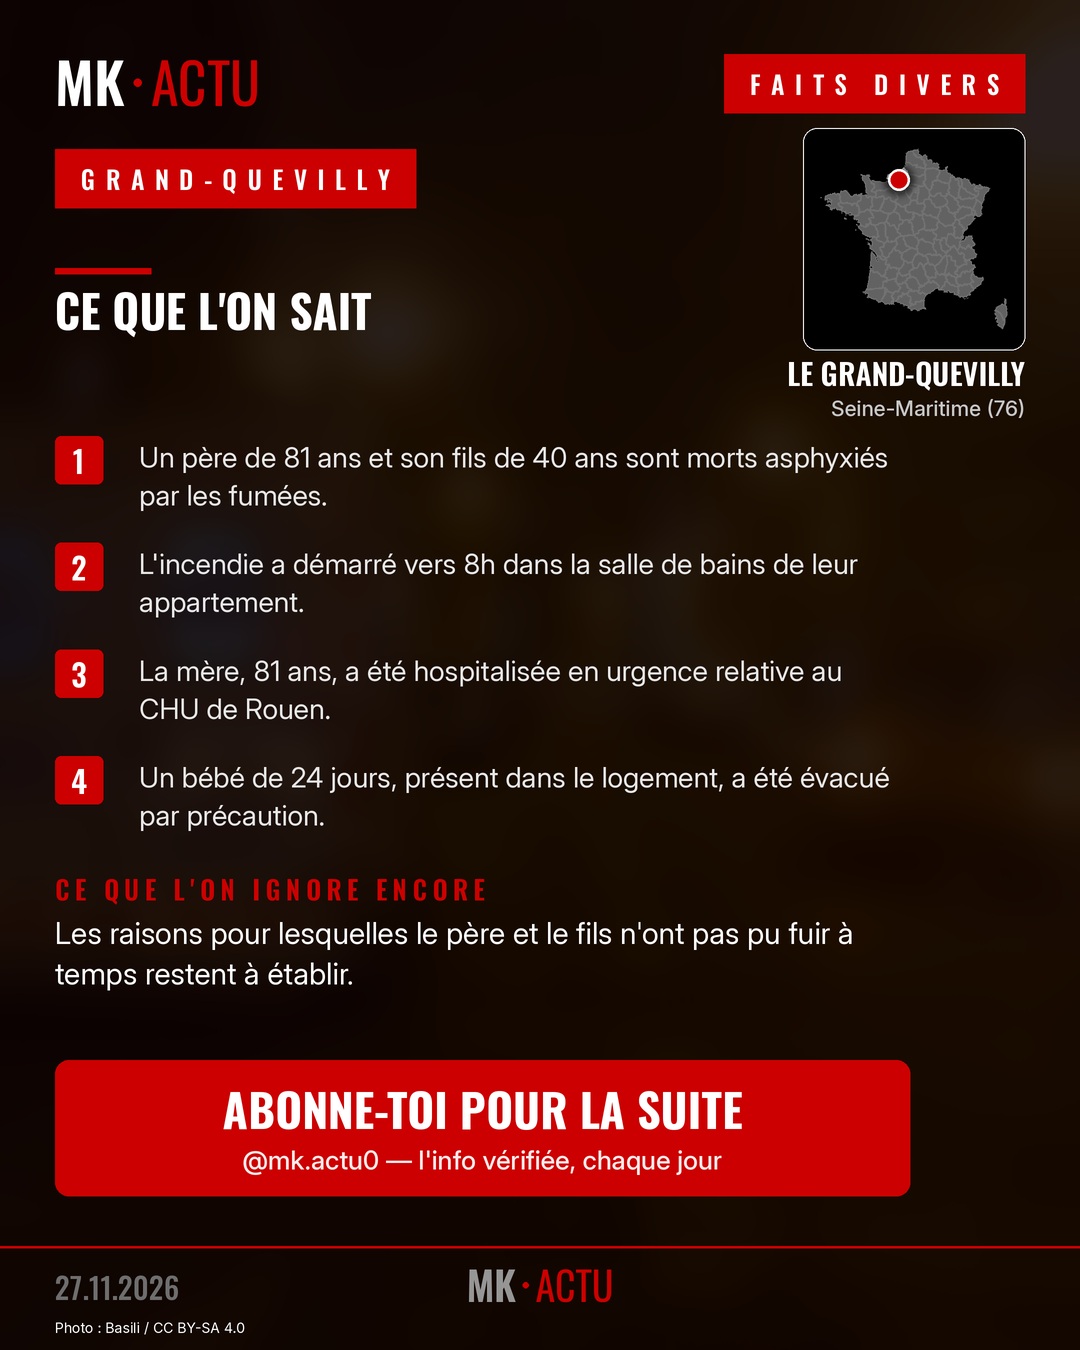 MK·ACTU
FAITS DIVERS
GRAND-QUEVILLY
CE QUE L'ON SAIT
LE GRAND-QUEVILLY
Seine-Maritime (76)
1
Un père de 81 ans et son fils de 40 ans sont morts asphyxiés
par les fumées.
2
L'incendie a démarré vers 8h dans la salle de bains de leur
appartement.
3
La mère, 81 ans, a été hospitalisée en urgence relative au
CHU de Rouen.
4
Un bébé de 24 jours, présent dans le logement, a été évacué
par précaution.
CE QUE L'ON IGNORE ENCORE
Les raisons pour lesquelles le père et le fils n'ont pas pu fuir à
temps restent à établir.
ABONNE-TOI POUR LA SUITE
@mk.actu0 — l'info vérifiée, chaque jour
27.11.2026
MK·ACTU
Photo : Basili / CC BY-SA 4.0